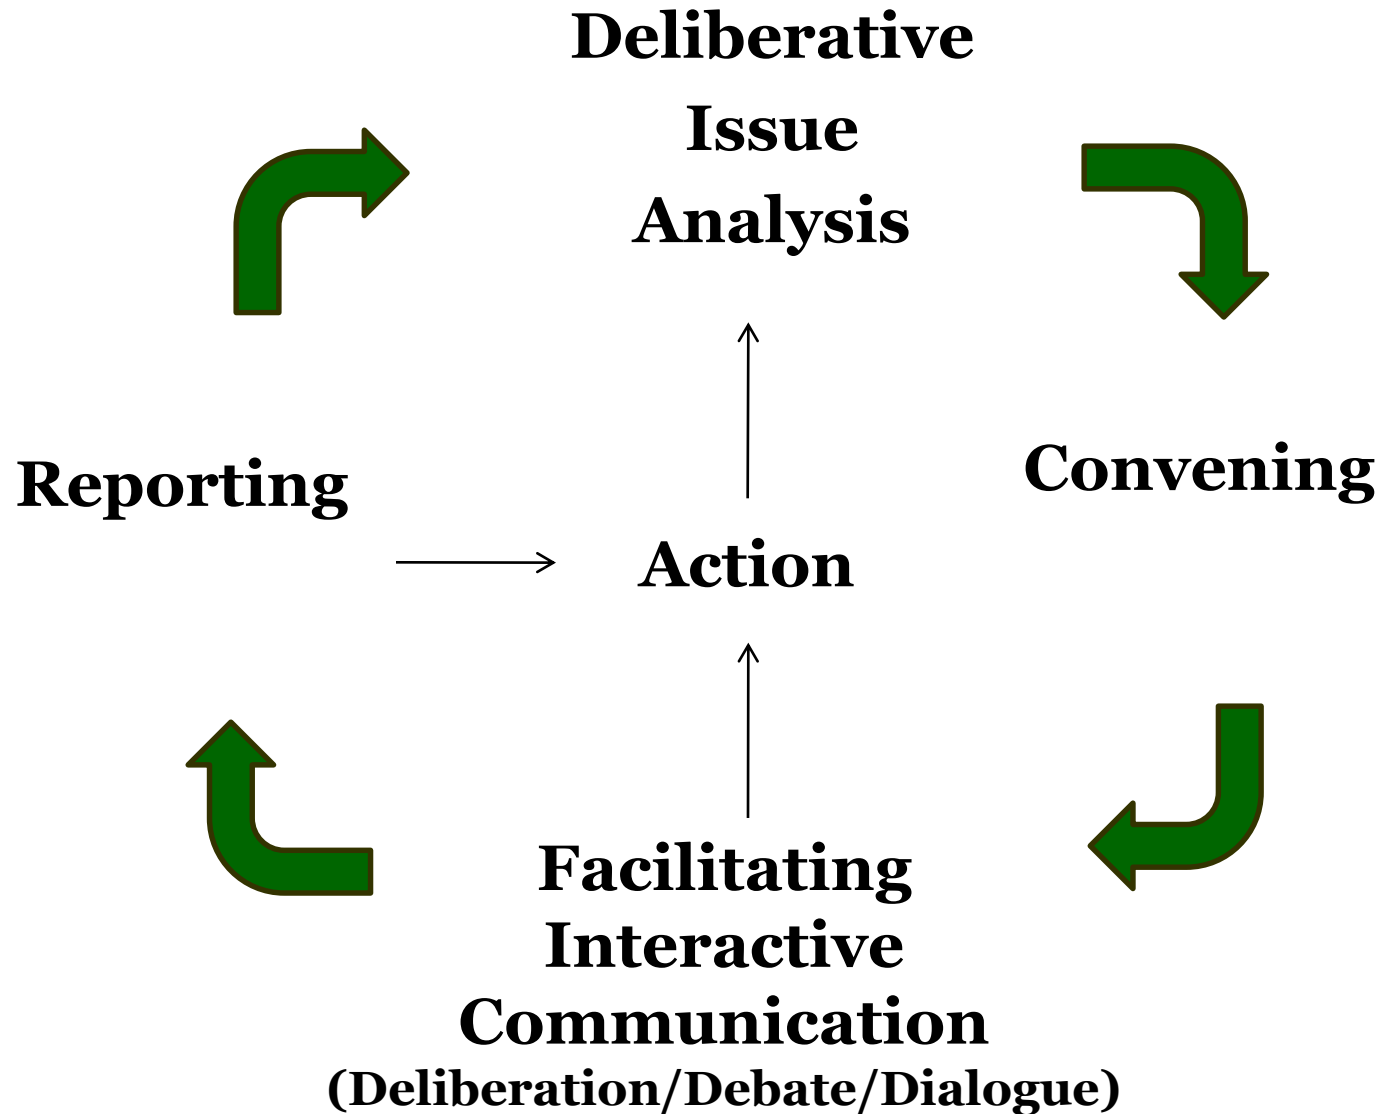 Deliberative
Issue
Analysis
Reporting
Convening
Action
Facilitating
Interactive
Communication
(Deliberation/Debate/Dialogue)